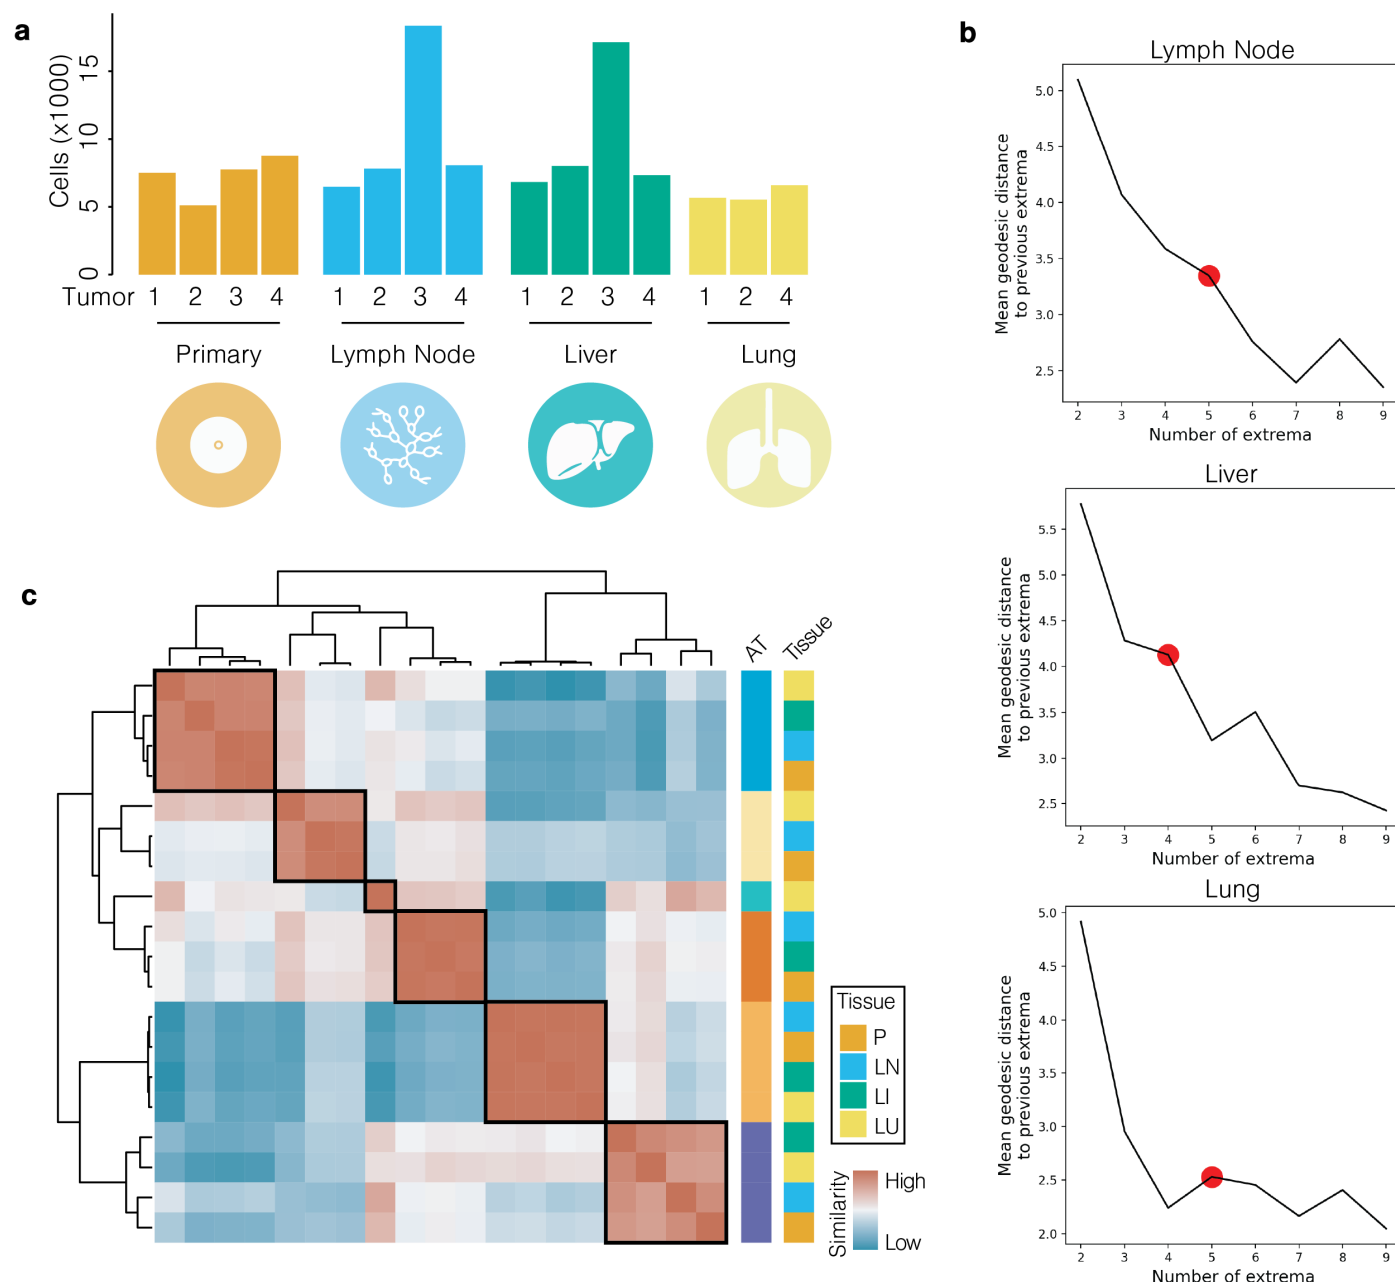 a
Cells (x1000)
15
10
5
0
Tumor 1 2 3 4 1 2 3 4 1 2 3 4 1 2 4
Primary Lymph Node Liver Lung
b
Lymph Node
Mean geodesic distance
to previous extrema
5.0
4.5
4.0
3.5
3.0
2.5
2 3 4 5 6 7 8 9
Number of extrema
Liver
Mean geodesic distance
to previous extrema
5.5
5.0
4.5
4.0
3.5
3.0
2.5
2 3 4 5 6 7 8 9
Number of extrema
Lung
Mean geodesic distance
to previous extrema
5.0
4.5
4.0
3.5
3.0
2.5
2.0
2 3 4 5 6 7 8 9
Number of extrema
c
AT Tissue
Tissue
P
LN
LI
LU
Similarity
High
Low